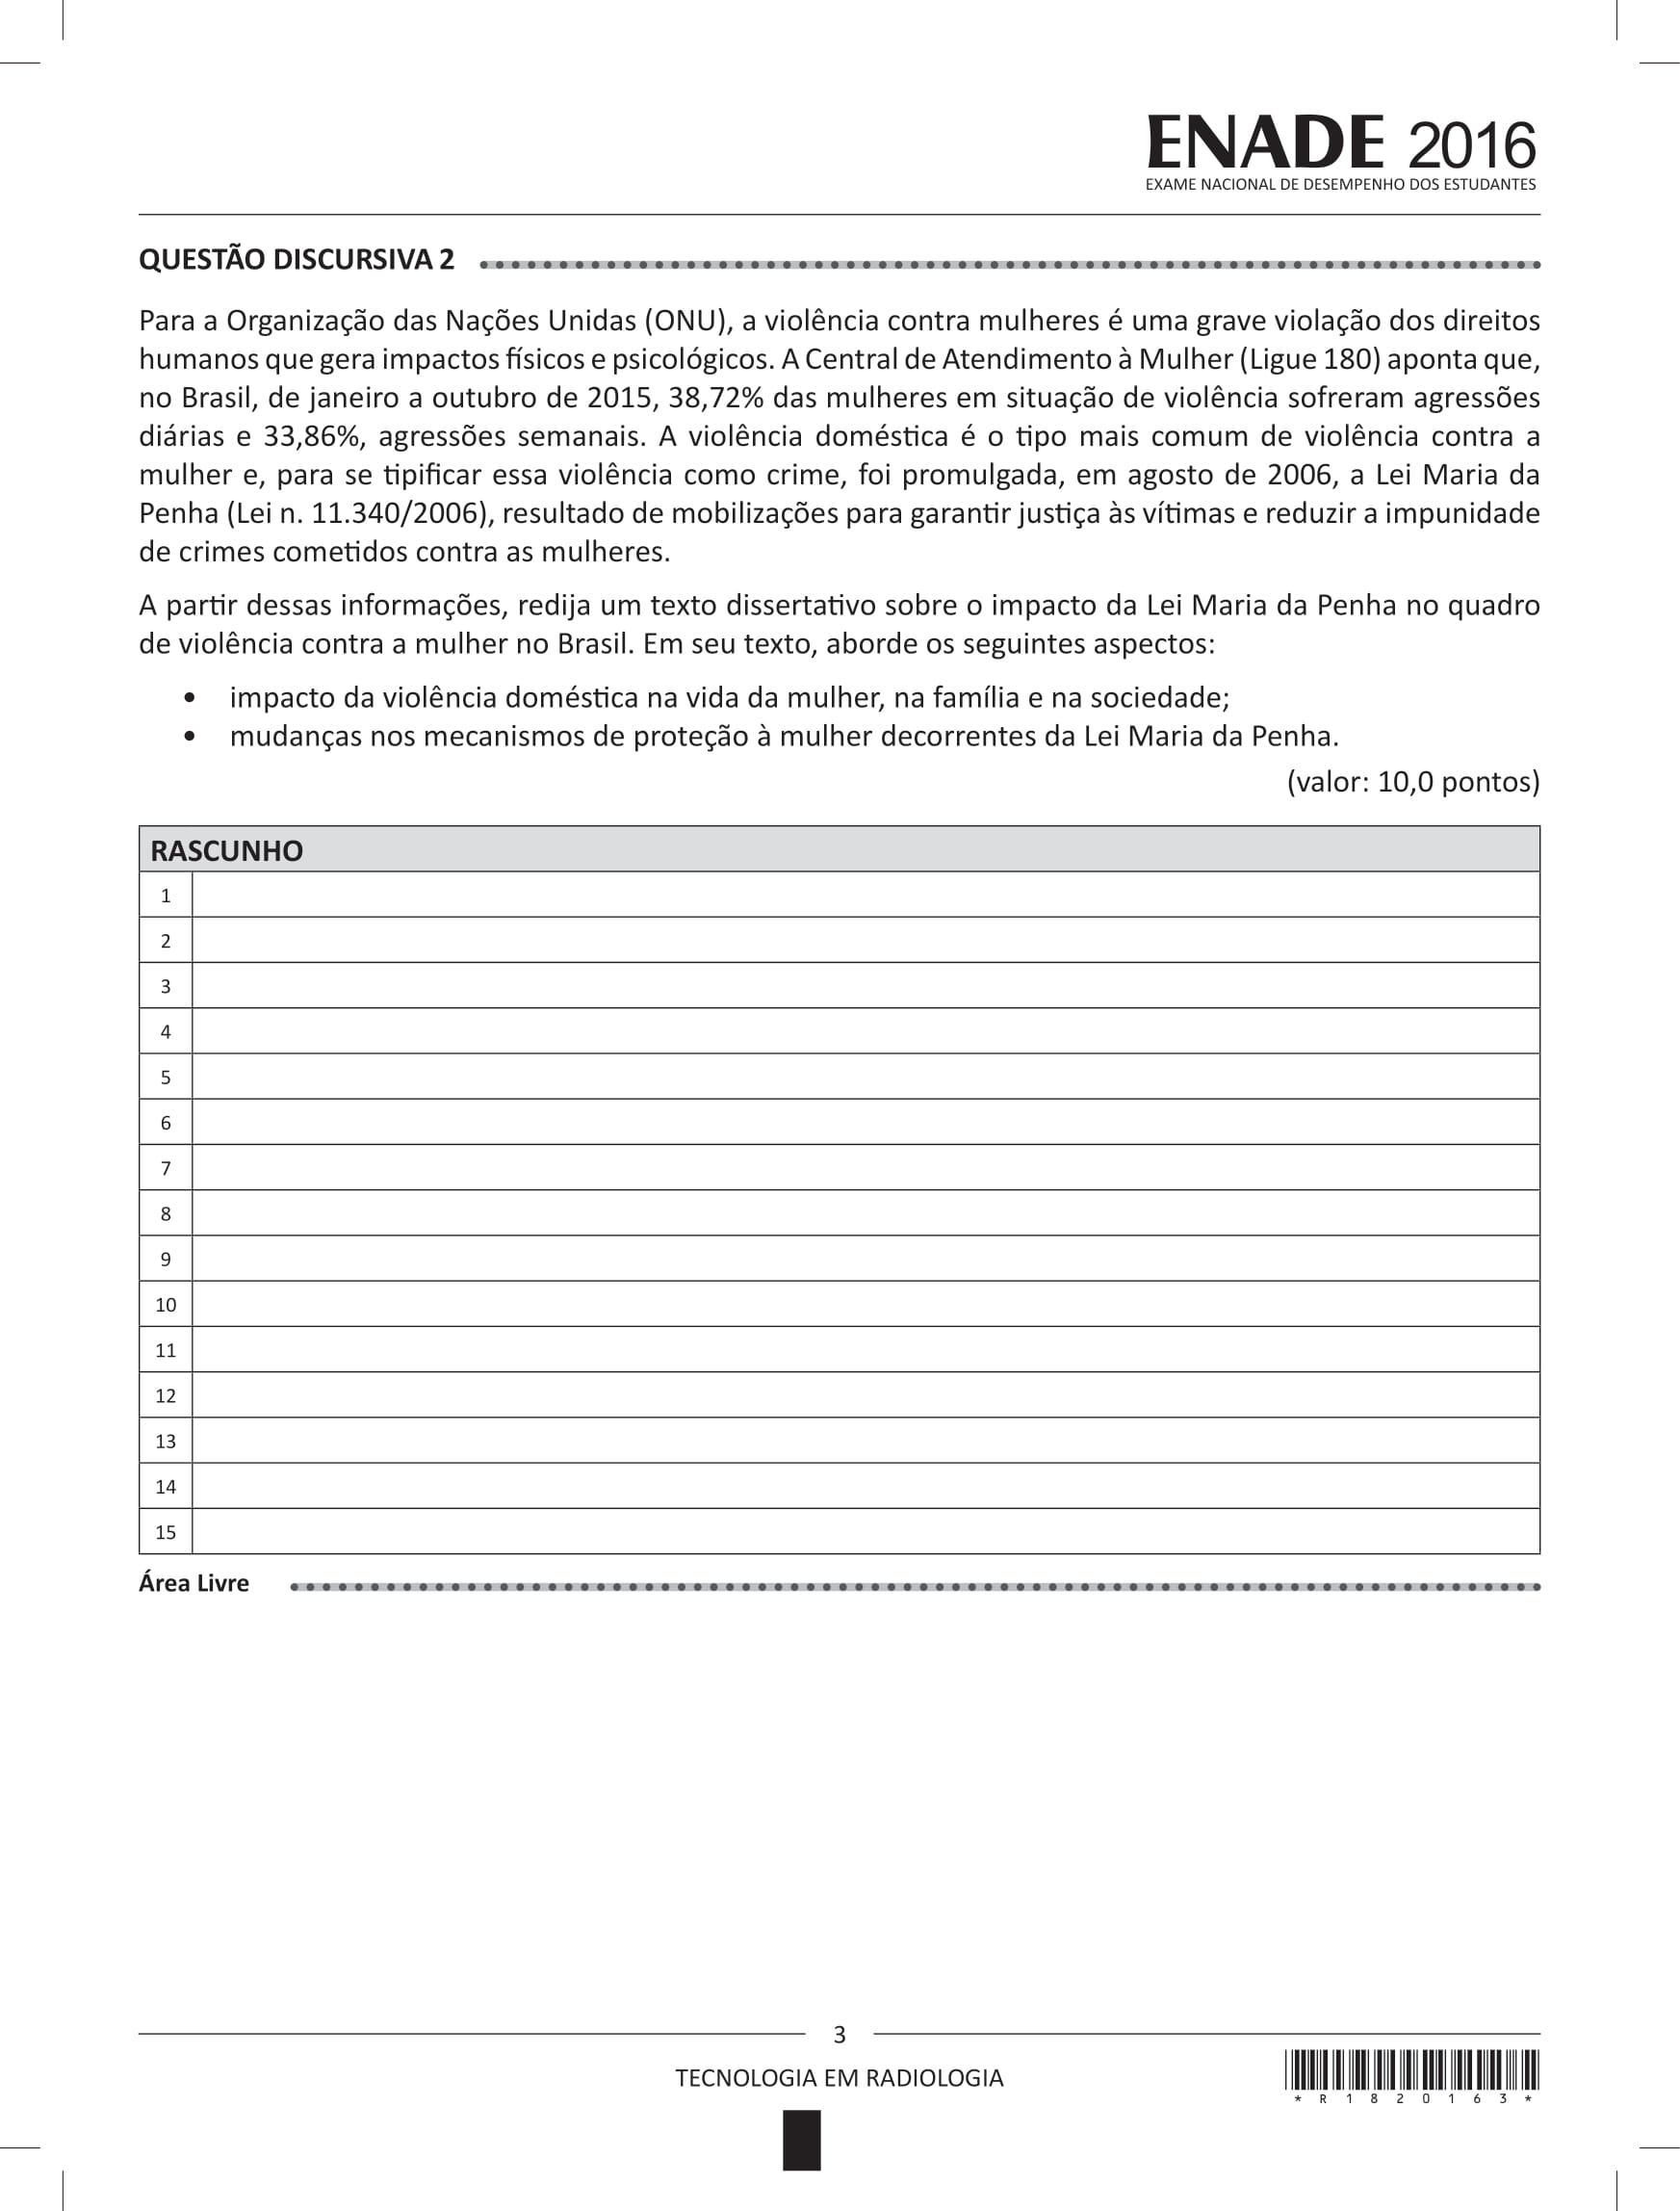 ENADE 2016
EXAME NACIONAL DE DESEMPENHO DOS ESTUDANTES
QUESTÃO DISCURSIVA 2
Para a Organização das Nações Unidas (ONU), a violência contra mulheres é uma grave violação dos direitos
humanos que gera impactos físicos e psicológicos. A Central de Atendimento à Mulher (Ligue 180) aponta que,
no Brasil, de janeiro a outubro de 2015, 38,72% das mulheres em situação de violência sofreram agressões
diárias e 33,86%, agressões semanais. A violência doméstica é o tipo mais comum de violência contra a
mulher e, para se tipificar essa violência como crime, foi promulgada, em agosto de 2006, a Lei Maria da
Penha (Lei n. 11.340/2006), resultado de mobilizações para garantir justiça às vítimas e reduzir a impunidade
de crimes cometidos contra as mulheres.
A partir dessas informações, redija um texto dissertativo sobre o impacto da Lei Maria da Penha no quadro
de violência contra a mulher no Brasil. Em seu texto, aborde os seguintes aspectos:
• impacto da violência doméstica na vida da mulher, na família e na sociedade;
• mudanças nos mecanismos de proteção à mulher decorrentes da Lei Maria da Penha.
(valor: 10,0 pontos)
RASCUNHO
1
2
3
4
5
6
7
8
9
10
11
12
13
14
15
Área Livre
3
TECNOLOGIA EM RADIOLOGIA
* R 1 8 2 0 1 6 3 *